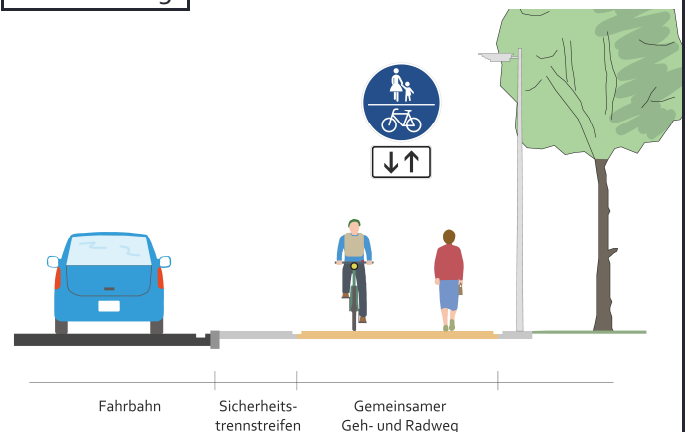 Fahrbahn
Sicherheits-
trennstreifen
Gemeinsamer
Geh- und Radweg